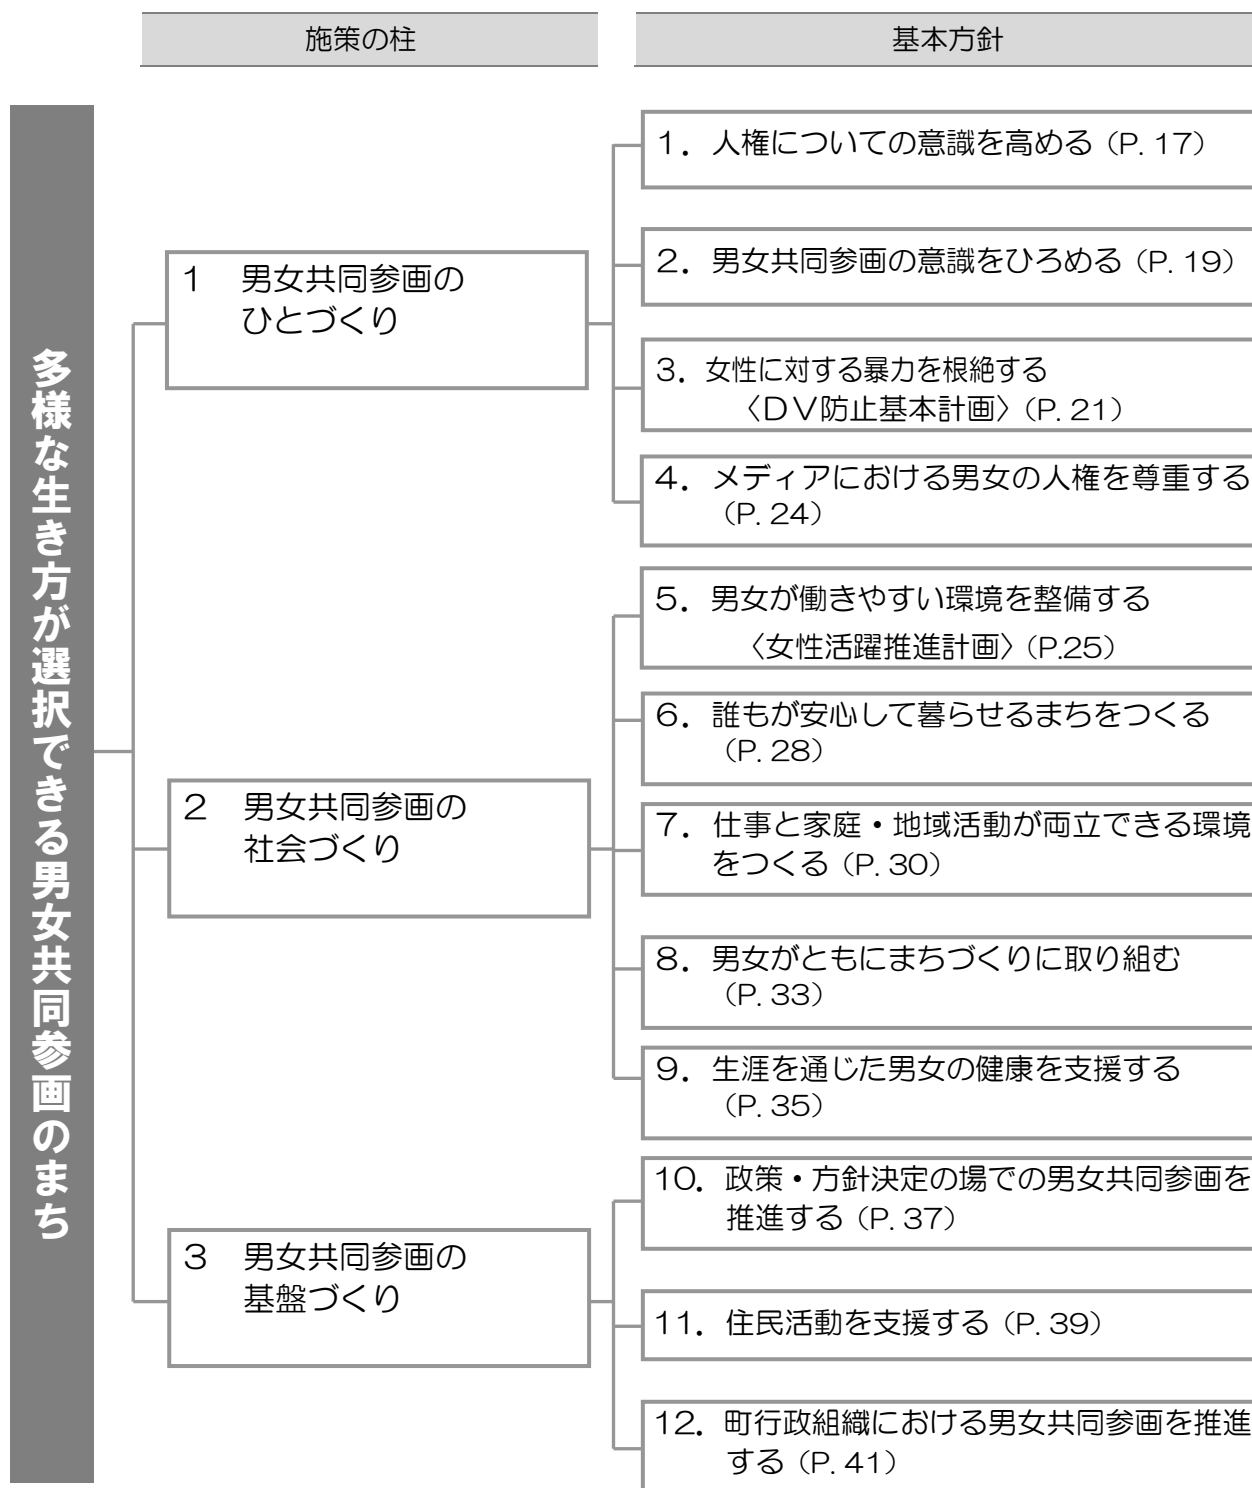 施策の柱
基本方針
多様な生き方が選択できる男女共同参画のまち
1 男女共同参画の
ひとづくり
1. 人権についての意識を高める(P. 17)
2. 男女共同参画の意識をひろめる(P. 19)
3. 女性に対する暴力を根絶する
〈DV防止基本計画〉(P. 21)
4. メディアにおける男女の人権を尊重する
(P. 24)
2 男女共同参画の
社会づくり
5. 男女が働きやすい環境を整備する
〈女性活躍推進計画〉(P.25)
6. 誰もが安心して暮らせるまちをつくる
(P. 28)
7. 仕事と家庭・地域活動が両立できる環境
をつくる(P. 30)
8. 男女がともにまちづくりに取り組む
(P. 33)
9. 生涯を通じた男女の健康を支援する
(P. 35)
3 男女共同参画の
基盤づくり
10. 政策・方針決定の場での男女共同参画を
推進する(P. 37)
11. 住民活動を支援する(P. 39)
12. 町行政組織における男女共同参画を推進
する(P. 41)